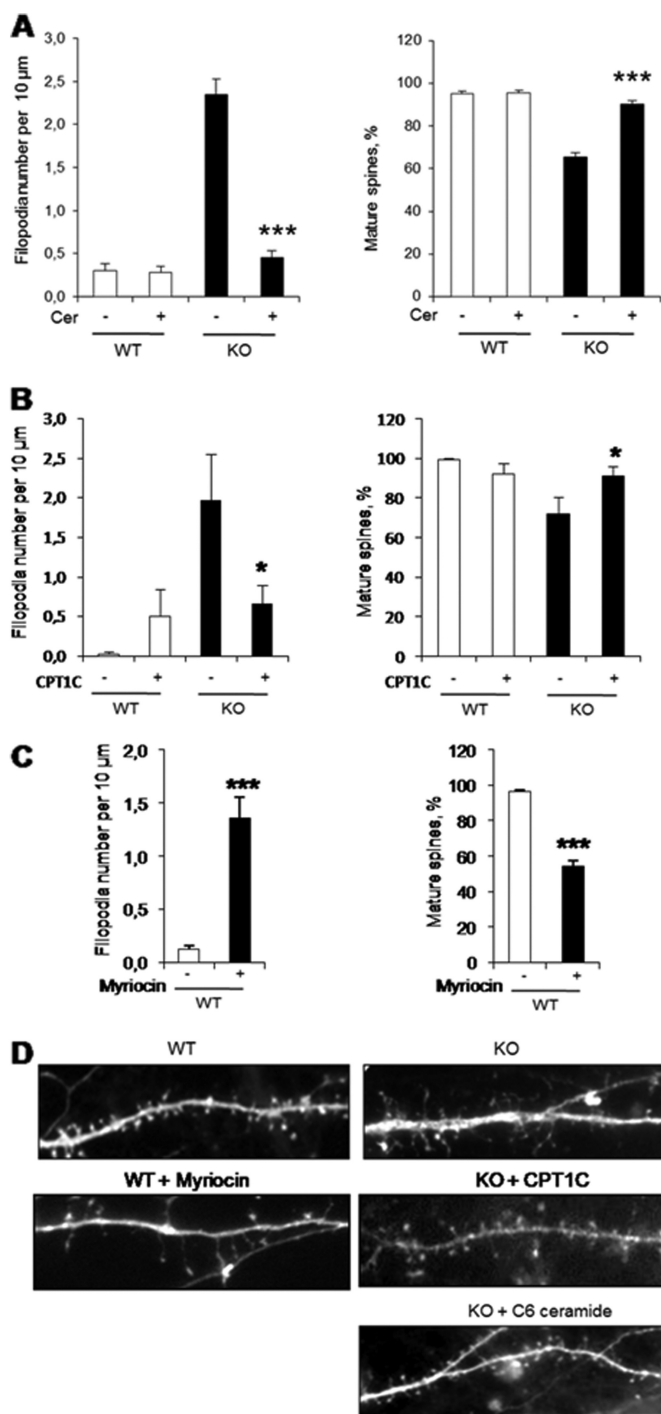 A
Filopodia number per 10 µm
3,0
2,5
2,0
1,5
1,0
0,5
0,0
***
Cer - + - +
WT KO
Mature spines, %
120
100
80
60
40
20
0
***
Cer - + - +
WT KO
B
Filopodia number per 10 µm
3,0
2,5
2,0
1,5
1,0
0,5
0,0
*
CPT1C - + - +
WT KO
Mature spines, %
120
100
80
60
40
20
0
*
CPT1C - + - +
WT KO
C
Filopodia number per 10 µm
2,0
1,5
1,0
0,5
0,0
***
Myriocin - +
WT
Mature spines, %
120
100
80
60
40
20
0
***
Myriocin - +
WT
D
WT
KO
WT + Myriocin
KO + CPT1C
KO + C6 ceramide